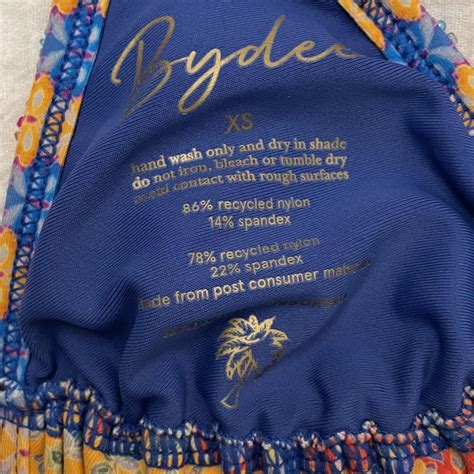 Bydee
XS
hand wash only and dry in shade
do not iron, bleach or tumble dry
avoid contact with rough surfaces
86% recycled nylon
14% spandex
78% recycled nylon
22% spandex
made from post consumer material